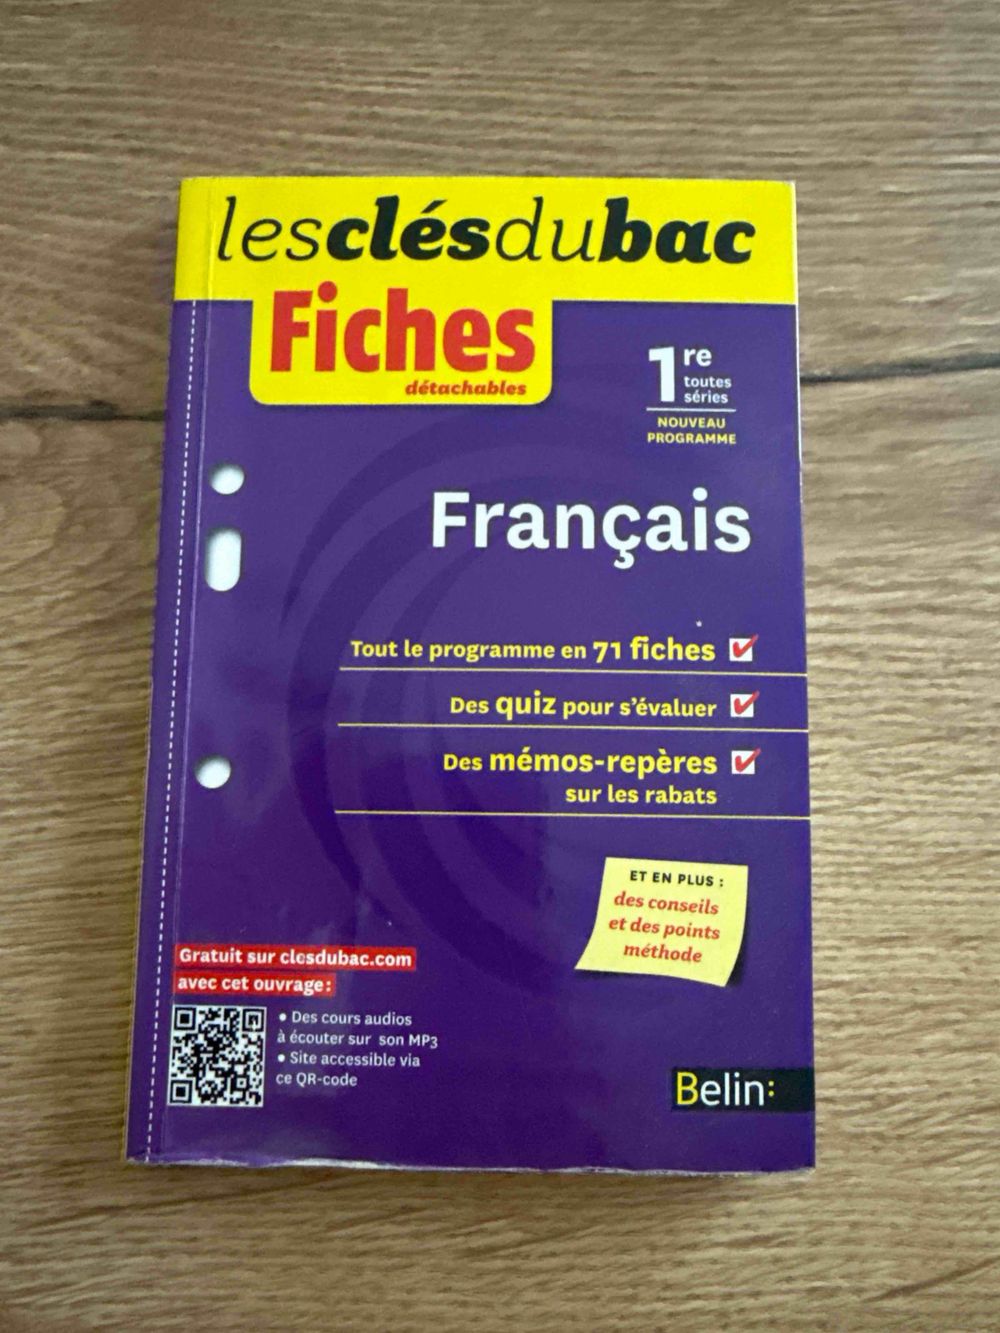 lesclésdubac
Fiches
détachables
1re
toutes
séries
NOUVEAU
PROGRAMME
Français
Tout le programme en 71 fiches
Des quiz pour s'évaluer
Des mémos-repères
sur les rabats
ET EN PLUS :
des conseils
et des points
méthode
Gratuit sur clesdubac.com
avec cet ouvrage :
• Des cours audios
à écouter sur son MP3
• Site accessible via
ce QR-code
Belin: